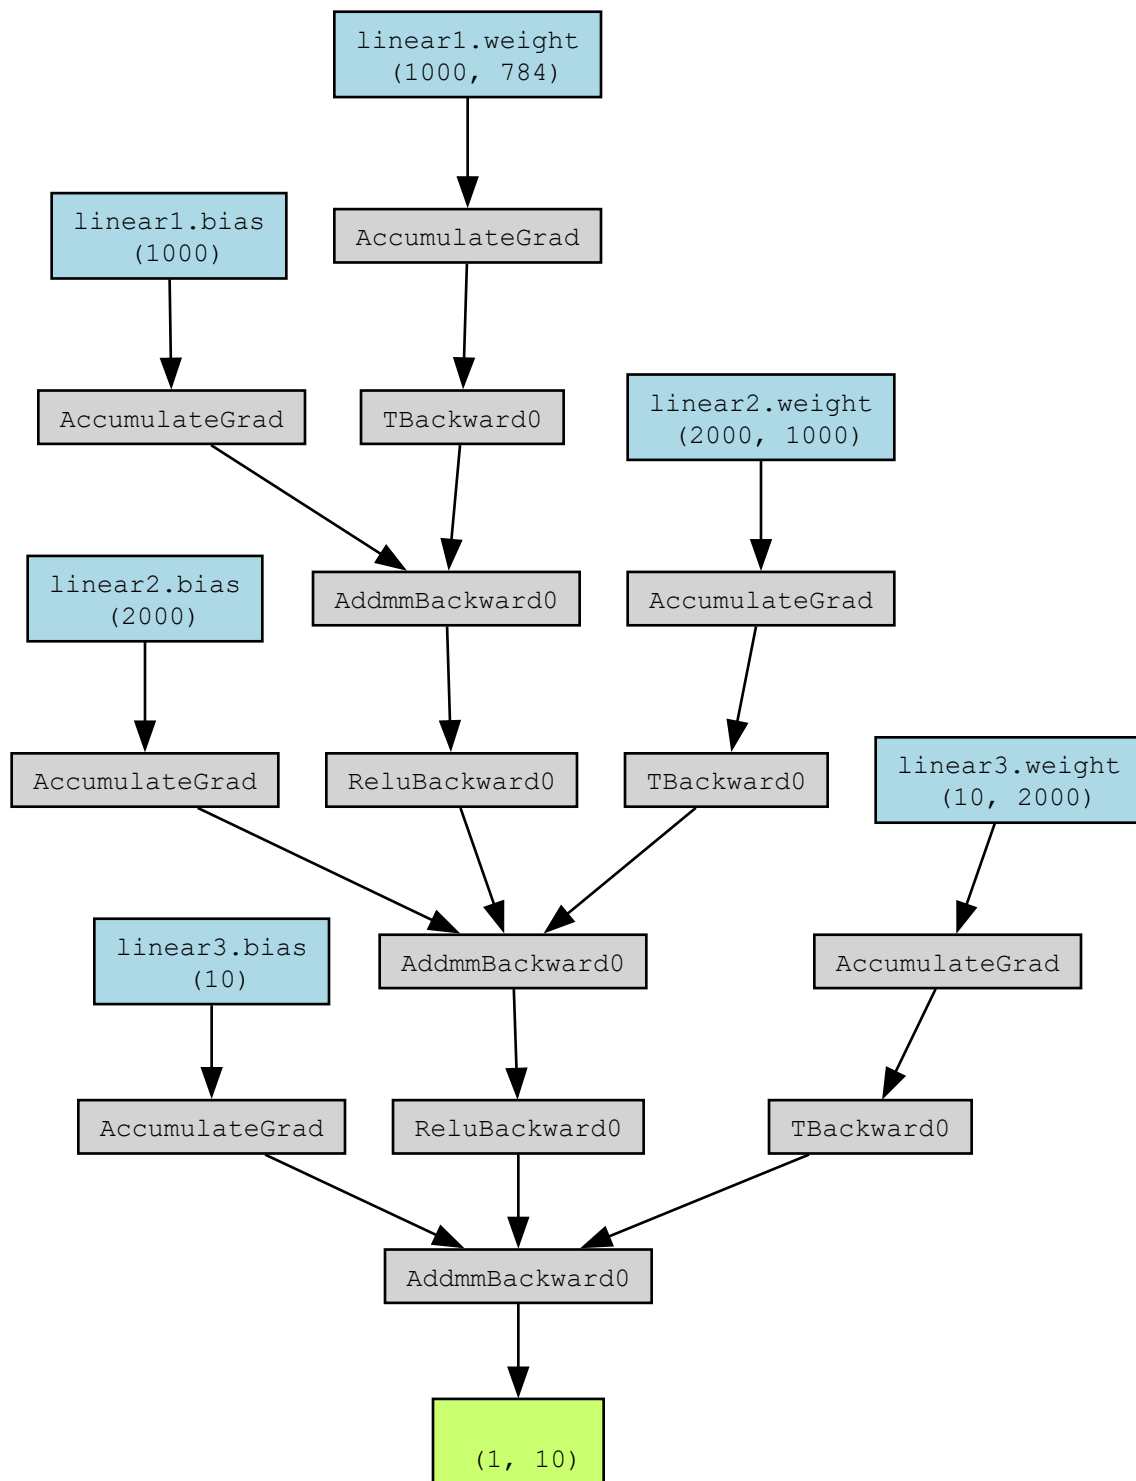 linear1.weight
(1000, 784)
linear1.bias
(1000)
AccumulateGrad
AccumulateGrad
TBackward0
linear2.weight
(2000, 1000)
linear2.bias
(2000)
AddmmBackward0
AccumulateGrad
AccumulateGrad
ReluBackward0
TBackward0
linear3.weight
(10, 2000)
linear3.bias
(10)
AddmmBackward0
AccumulateGrad
AccumulateGrad
ReluBackward0
TBackward0
AddmmBackward0
(1, 10)